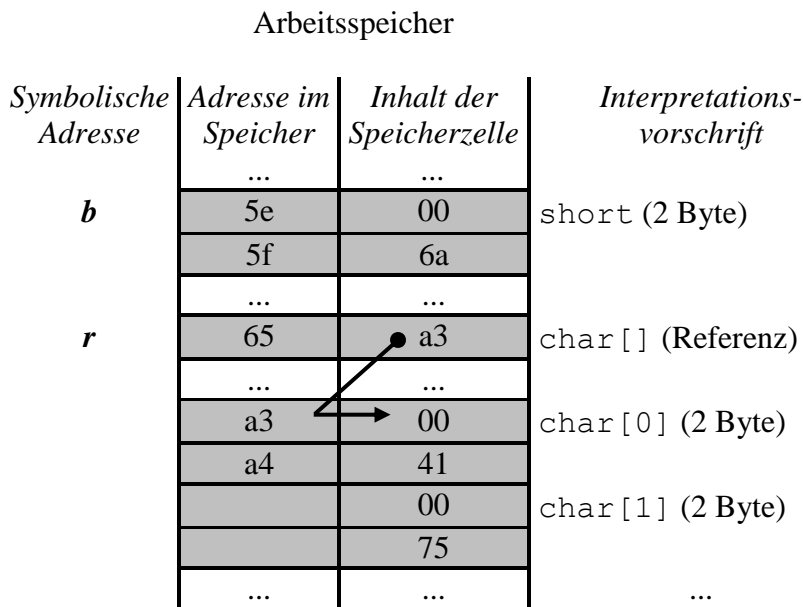 Arbeitsspeicher
Symbolische Adresse im Inhalt der Interpretations-
Adresse Speicher Speicherzelle vorschrift
... ...
b 5e 00 short (2 Byte)
5f 6a
... ...
r 65 a3 char[] (Referenz)
... ...
a3 00 char[0] (2 Byte)
a4 41
00 char[1] (2 Byte)
75
... ... ...